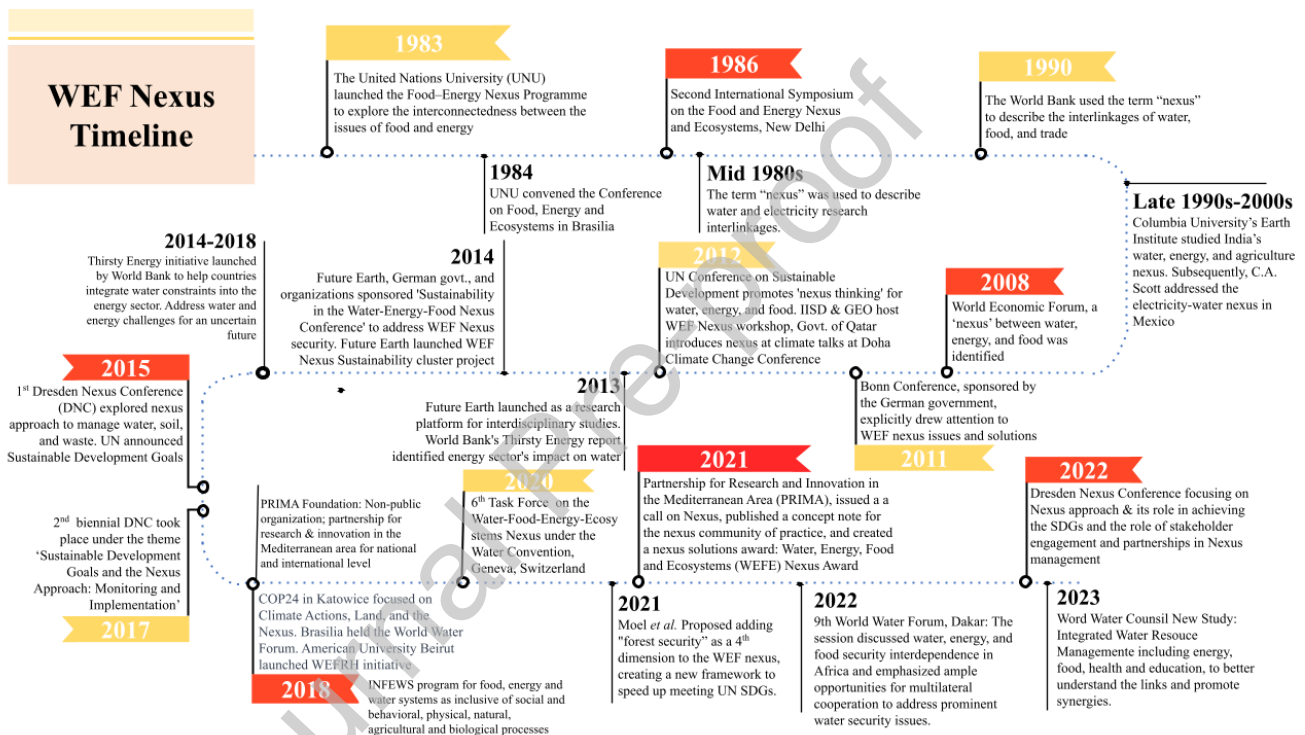 WEF Nexus
Timeline
1983
The United Nations University (UNU)
launched the Food–Energy Nexus Programme
to explore the interconnectedness between the
issues of food and energy
1984
UNU convened the Conference
on Food, Energy and
Ecosystems in Brasilia
1986
Second International Symposium
on the Food and Energy Nexus
and Ecosystems, New Delhi
Mid 1980s
The term “nexus” was used to describe
water and electricity research
interlinkages.
1990
The World Bank used the term “nexus”
to describe the interlinkages of water,
food, and trade
Late 1990s-2000s
Columbia University’s Earth
Institute studied India’s
water, energy, and agriculture
nexus. Subsequently, C.A.
Scott addressed the
electricity-water nexus in
Mexico
2008
World Economic Forum, a
‘nexus’ between water,
energy, and food was
identified
Bonn Conference, sponsored by
the German government,
explicitly drew attention to
WEF nexus issues and solutions
2011
2012
UN Conference on Sustainable
Development promotes 'nexus thinking' for
water, energy, and food. IISD & GEO host
WEF Nexus workshop, Govt. of Qatar
introduces nexus at climate talks at Doha
Climate Change Conference
2013
Future Earth launched as a research
platform for interdisciplinary studies.
World Bank's Thirsty Energy report
identified energy sector's impact on water
2014
Future Earth, German govt., and
organizations sponsored 'Sustainability
in the Water-Energy-Food Nexus
Conference' to address WEF Nexus
security. Future Earth launched WEF
Nexus Sustainability cluster project
2014-2018
Thirsty Energy initiative launched
by World Bank to help countries
integrate water constraints into the
energy sector. Address water and
energy challenges for an uncertain
future
2015
1st Dresden Nexus Conference
(DNC) explored nexus
approach to manage water, soil,
and waste. UN announced
Sustainable Development Goals
2nd biennial DNC took
place under the theme
‘Sustainable Development
Goals and the Nexus
Approach: Monitoring and
Implementation’
2017
PRIMA Foundation: Non-public
organization; partnership for
research & innovation in the
Mediterranean area for national
and international level
COP24 in Katowice focused on
Climate Actions, Land, and the
Nexus. Brasilia held the World Water
Forum. American University Beirut
launched WEFRH initiative
2018
INFEWS program for food, energy and
water systems as inclusive of social and
behavioral, physical, natural,
agricultural and biological processes
2020
6th Task Force on the
Water-Food-Energy-Ecosy
stems Nexus under the
Water Convention,
Geneva, Switzerland
2021
Partnership for Research and Innovation in
the Mediterranean Area (PRIMA), issued a a
call on Nexus, published a concept note for
the nexus community of practice, and created
a nexus solutions award: Water, Energy, Food
and Ecosystems (WEFE) Nexus Award
2021
Moel et al. Proposed adding
"forest security” as a 4th
dimension to the WEF nexus,
creating a new framework to
speed up meeting UN SDGs.
2022
9th World Water Forum, Dakar: The
session discussed water, energy, and
food security interdependence in
Africa and emphasized ample
opportunities for multilateral
cooperation to address prominent
water security issues.
2022
Dresden Nexus Conference focusing on
Nexus approach & its role in achieving
the SDGs and the role of stakeholder
engagement and partnerships in Nexus
management
2023
Word Water Counsil New Study:
Integrated Water Resouce
Managemente including energy,
food, health and education, to better
understand the links and promote
synergies.
urnal Pre-proof